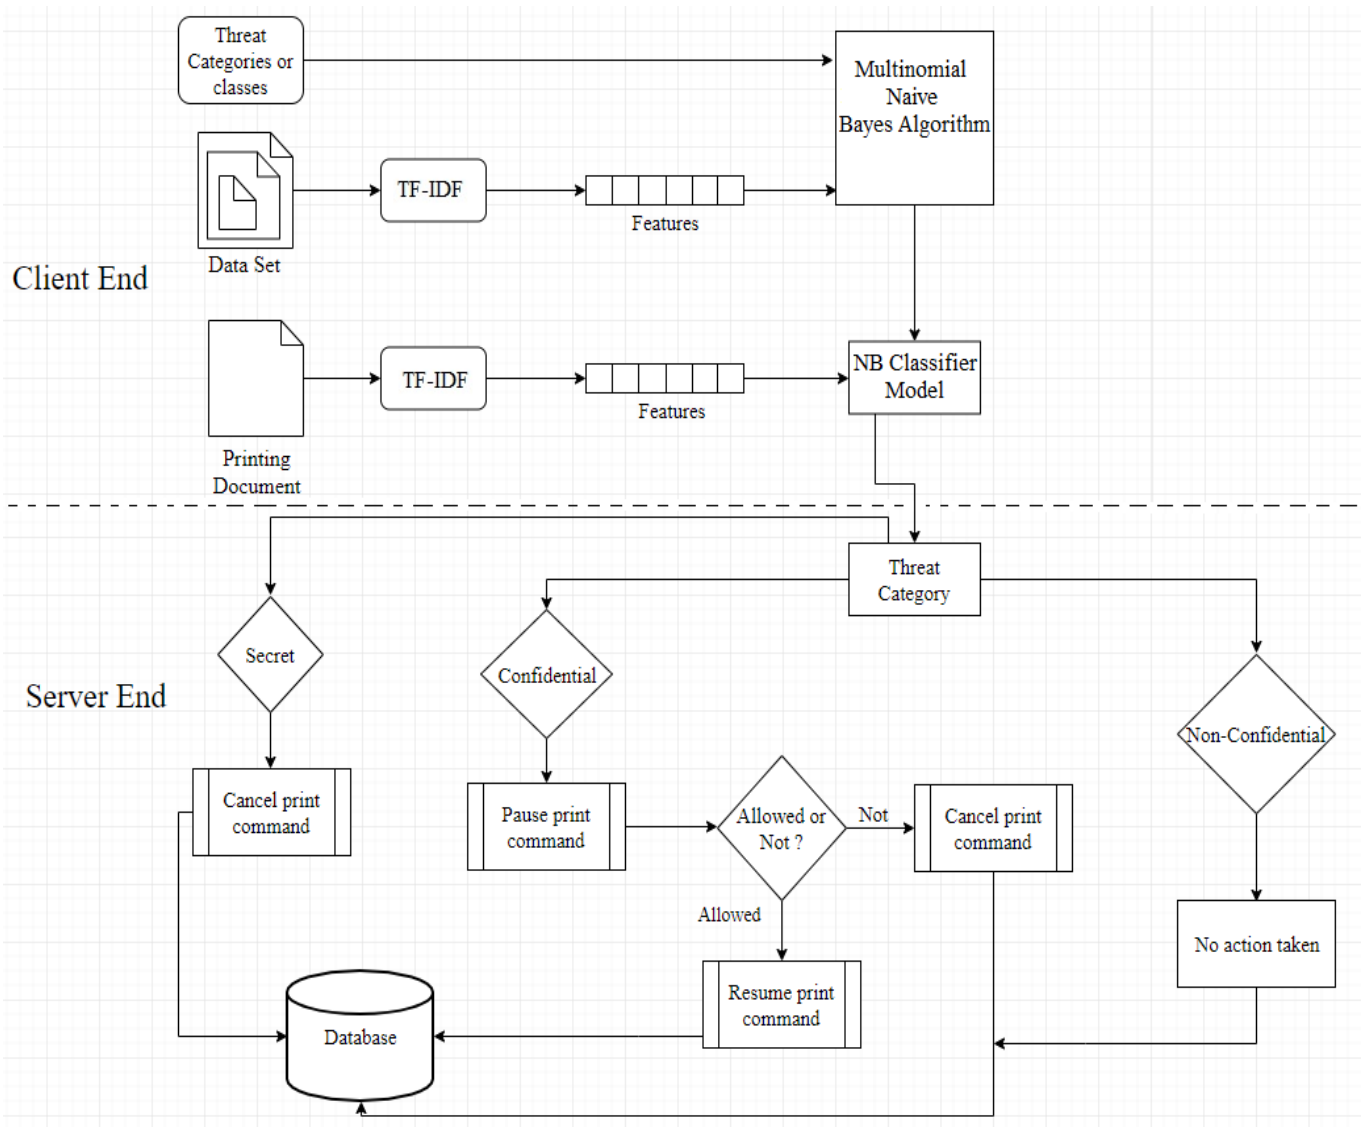 Threat
Categories or
classes
Multinomial
Naive
Bayes Algorithm
TF-IDF
Features
Data Set
Client End
NB Classifier
Model
TF-IDF
Features
Printing
Document
Threat
Category
Secret
Confidential
Server End
Non-Confidential
Cancel print
command
Pause print
command
Allowed or
Not ?
Not
Cancel print
command
Allowed
No action taken
Resume print
command
Database